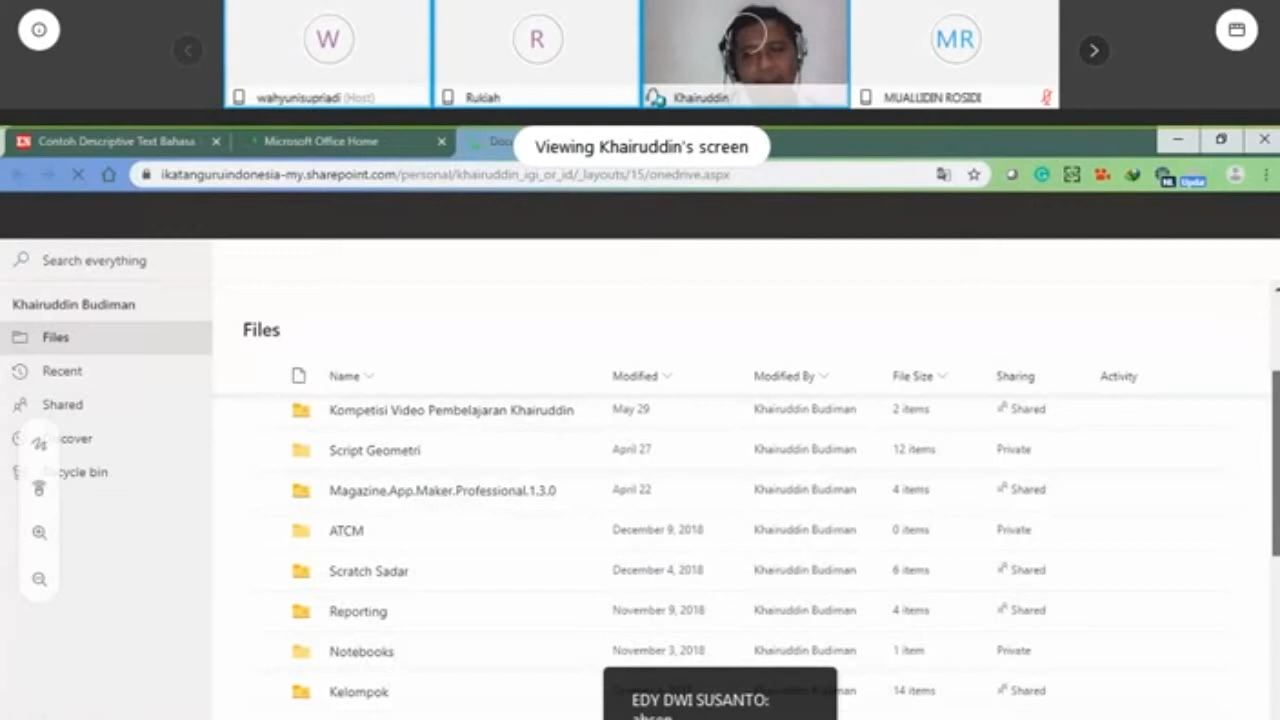 W
R
MR
wahyunisupriadi (Host)
Rukiah
Khairuddin
MUALLIDIN ROSIDI
Contoh Descriptive Text Bahasa
Microsoft Office Home
Viewing Khairuddin's screen
ikatanguruindonesia-my.sharepoint.com/personal/khairuddin_igi_or_id/_layouts/15/onedrive.aspx
Search everything
Khairuddin Budiman
Files
Recent
Shared
cover
cycle bin
Files
Name Modified Modified By File Size Sharing Activity
Kompetisi Video Pembelajaran Khairuddin May 29 Khairuddin Budiman 2 items Shared
Script Geometri April 27 Khairuddin Budiman 12 items Private
Magazine.App.Maker.Professional.1.3.0 April 22 Khairuddin Budiman 4 items Shared
ATCM December 9, 2018 Khairuddin Budiman 0 items Private
Scratch Sadar December 4, 2018 Khairuddin Budiman 6 items Shared
Reporting November 9, 2018 Khairuddin Budiman 4 items Shared
Notebooks November 3, 2018 Khairuddin Budiman 1 item Private
Kelompok 14 items Shared
EDY DWI SUSANTO: